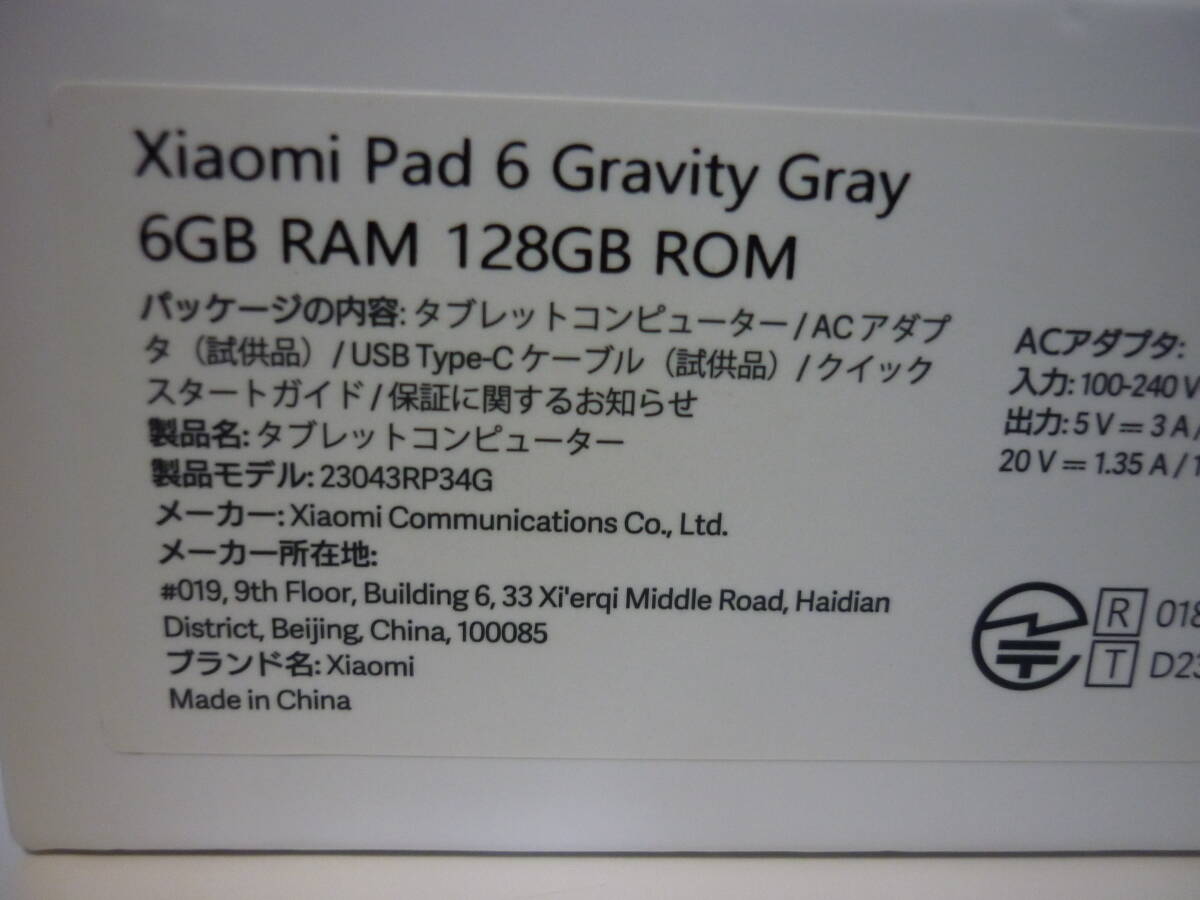 Xiaomi Pad 6 Gravity Gray
6GB RAM 128GB ROM
パッケージの内容: タブレットコンピューター / AC アダプ
タ（試供品）/ USB Type-C ケーブル（試供品）/ クイック
スタートガイド / 保証に関するお知らせ
製品名: タブレットコンピューター
製品モデル: 23043RP34G
メーカー: Xiaomi Communications Co., Ltd.
メーカー所在地:
#019, 9th Floor, Building 6, 33 Xi'erqi Middle Road, Haidian
District, Beijing, China, 100085
ブランド名: Xiaomi
Made in China
ACアダプタ:
入力: 100-240 V
出力: 5 V ⎓ 3 A /
20 V ⎓ 1.35 A / 1
R 018
T D23